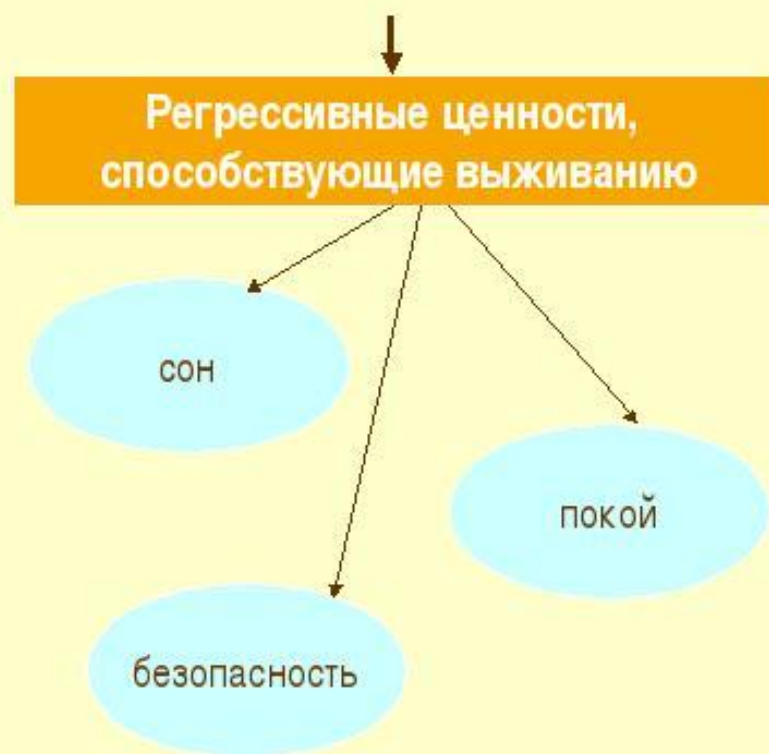 Регрессивные ценности,
способствующие выживанию
сон
покой
безопасность